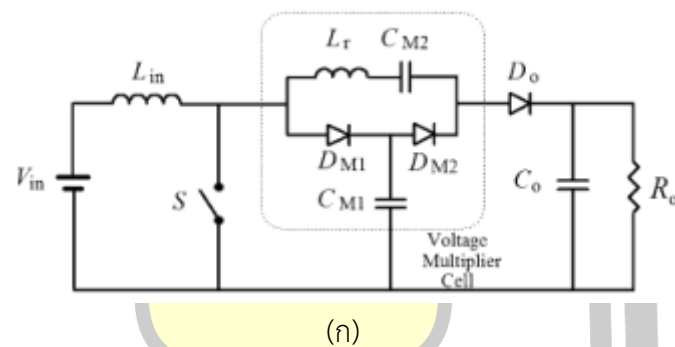 L_r
C_M2
L_in
D_o
D_M1
D_M2
V_in
S
C_M1
C_o
R_o
Voltage
Multiplier
Cell
(ก)